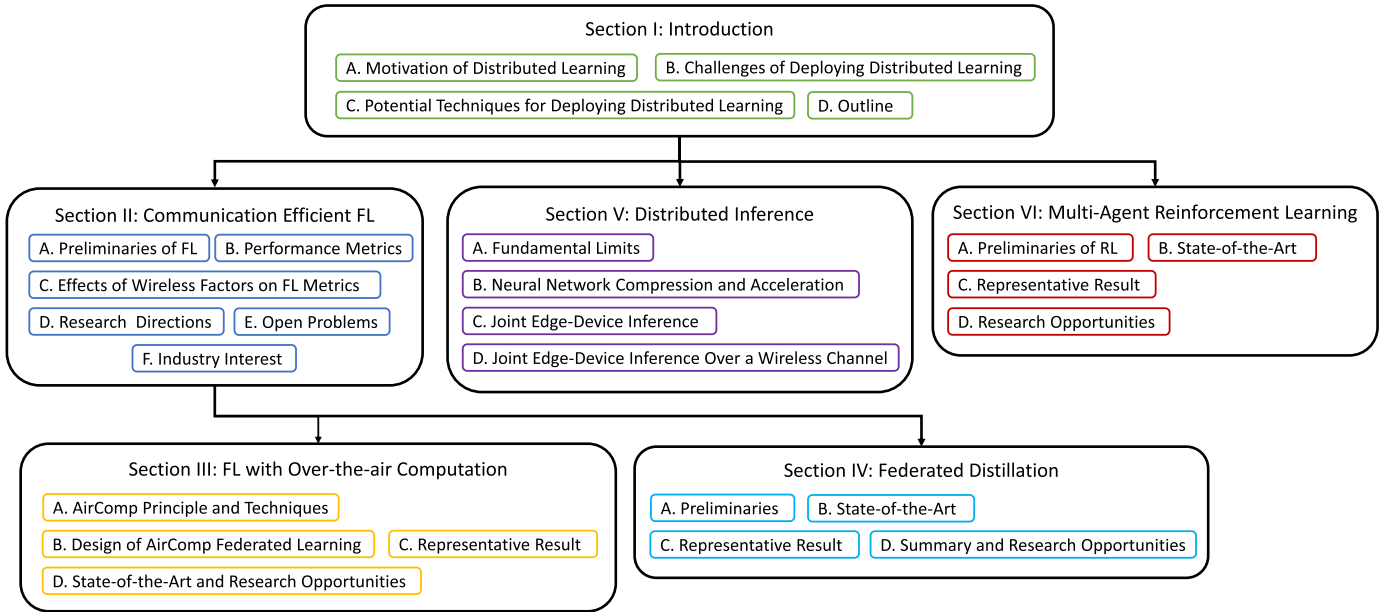 Section I: Introduction
A. Motivation of Distributed Learning
B. Challenges of Deploying Distributed Learning
C. Potential Techniques for Deploying Distributed Learning
D. Outline
Section II: Communication Efficient FL
A. Preliminaries of FL
B. Performance Metrics
C. Effects of Wireless Factors on FL Metrics
D. Research Directions
E. Open Problems
F. Industry Interest
Section V: Distributed Inference
A. Fundamental Limits
B. Neural Network Compression and Acceleration
C. Joint Edge-Device Inference
D. Joint Edge-Device Inference Over a Wireless Channel
Section VI: Multi-Agent Reinforcement Learning
A. Preliminaries of RL
B. State-of-the-Art
C. Representative Result
D. Research Opportunities
Section III: FL with Over-the-air Computation
A. AirComp Principle and Techniques
B. Design of AirComp Federated Learning
C. Representative Result
D. State-of-the-Art and Research Opportunities
Section IV: Federated Distillation
A. Preliminaries
B. State-of-the-Art
C. Representative Result
D. Summary and Research Opportunities